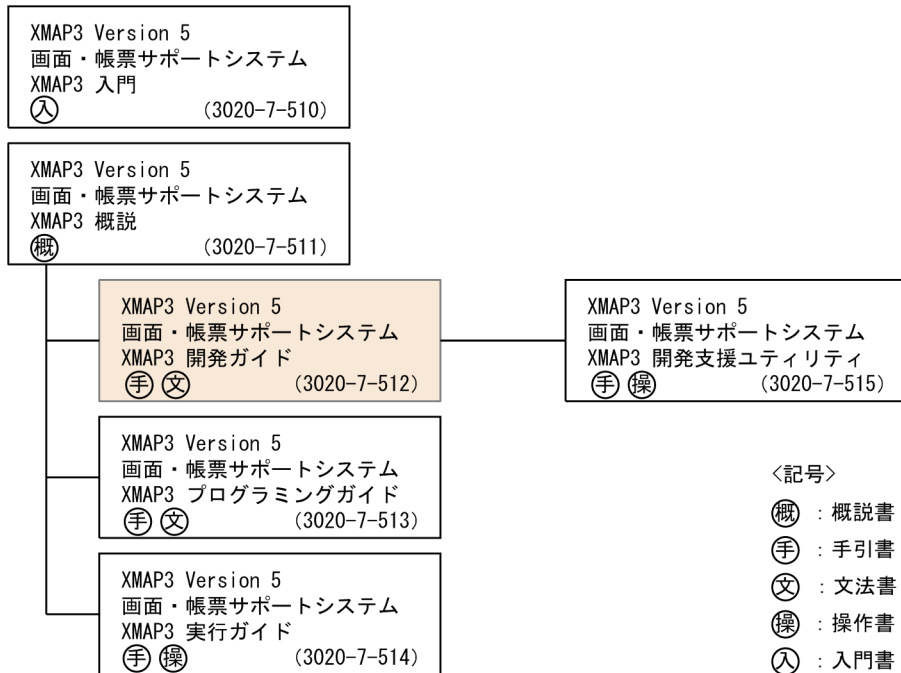 XMAP3 Version 5
画面・帳票サポートシステム
XMAP3 入門
入 (3020-7-510)
XMAP3 Version 5
画面・帳票サポートシステム
XMAP3 概説
概 (3020-7-511)
XMAP3 Version 5
画面・帳票サポートシステム
XMAP3 開発ガイド
手 文 (3020-7-512)
XMAP3 Version 5
画面・帳票サポートシステム
XMAP3 開発支援ユティリティ
手 操 (3020-7-515)
XMAP3 Version 5
画面・帳票サポートシステム
XMAP3 プログラミングガイド
手 文 (3020-7-513)
XMAP3 Version 5
画面・帳票サポートシステム
XMAP3 実行ガイド
手 操 (3020-7-514)
〈記号〉
概 : 概説書
手 : 手引書
文 : 文法書
操 : 操作書
入 : 入門書